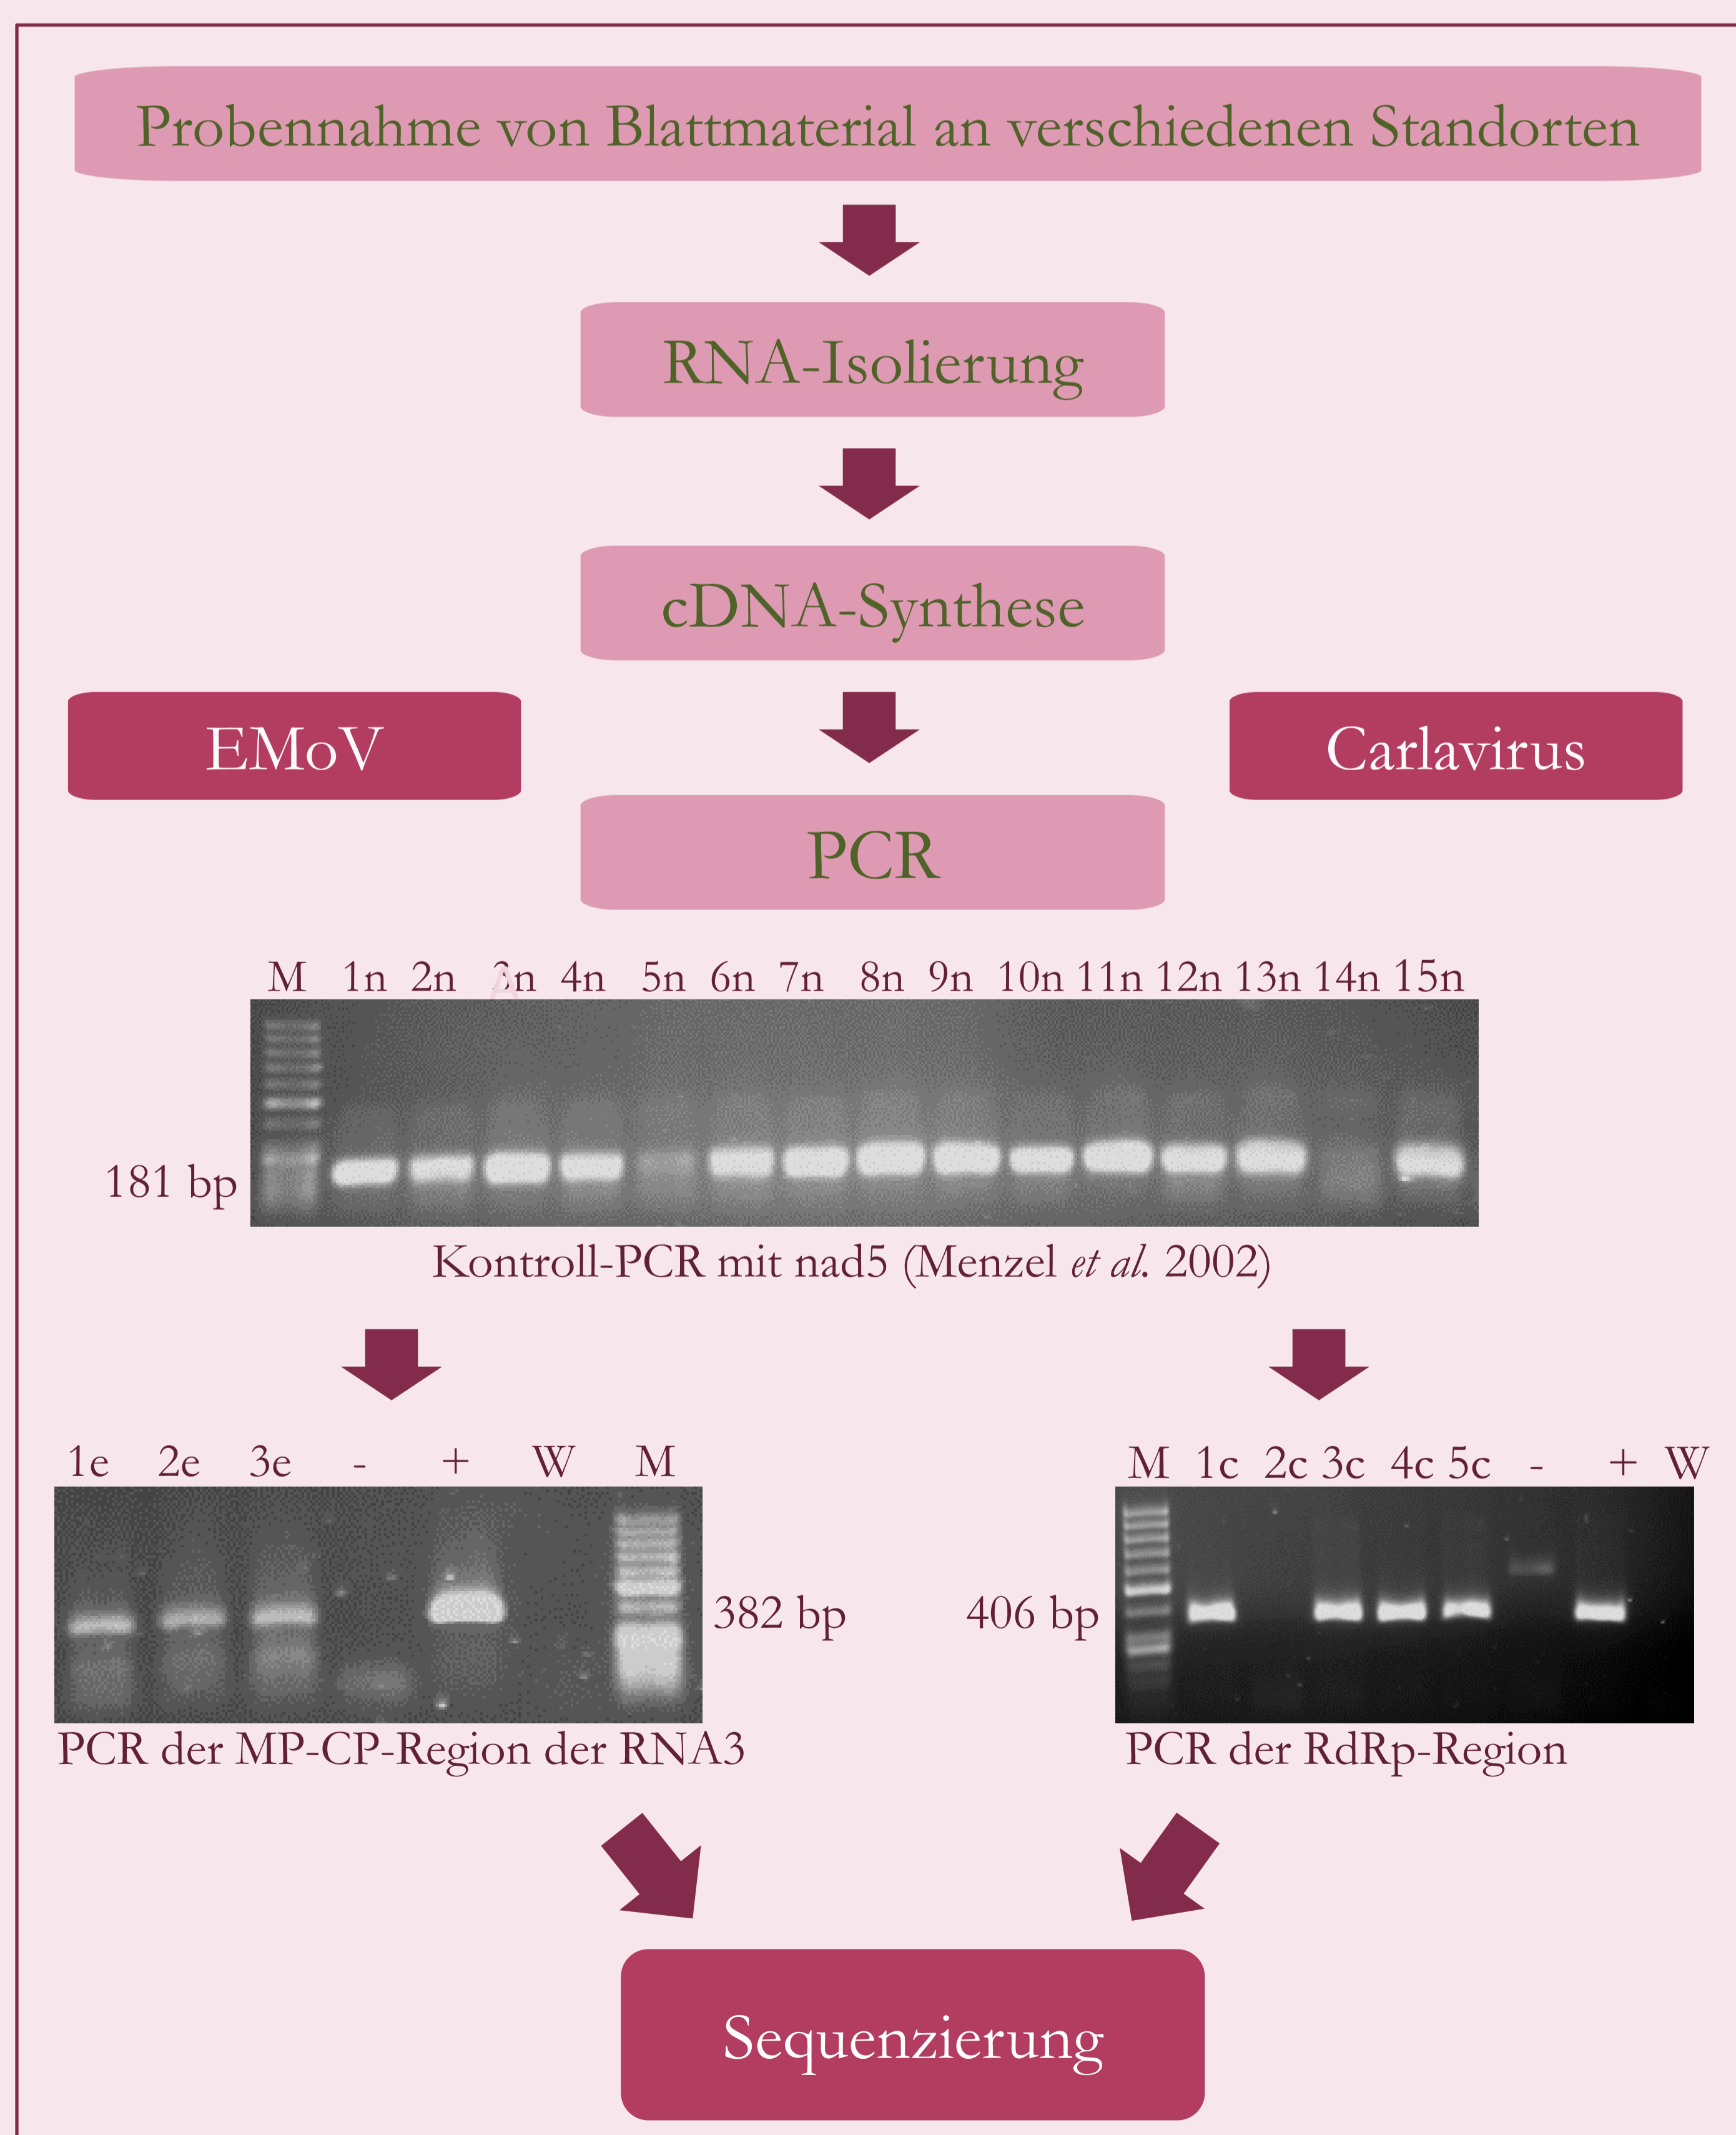 Probennahme von Blattmaterial an verschiedenen Standorten
RNA-Isolierung
cDNA-Synthese
EMoV
Carlavirus
PCR
M 1n 2n 3n 4n 5n 6n 7n 8n 9n 10n 11n 12n 13n 14n 15n
A
181 bp
Kontroll-PCR mit nad5 (Menzel et al. 2002)
1e 2e 3e - + W M
382 bp
PCR der MP-CP-Region der RNA3
M 1c 2c 3c 4c 5c - + W
406 bp
PCR der RdRp-Region
Sequenzierung